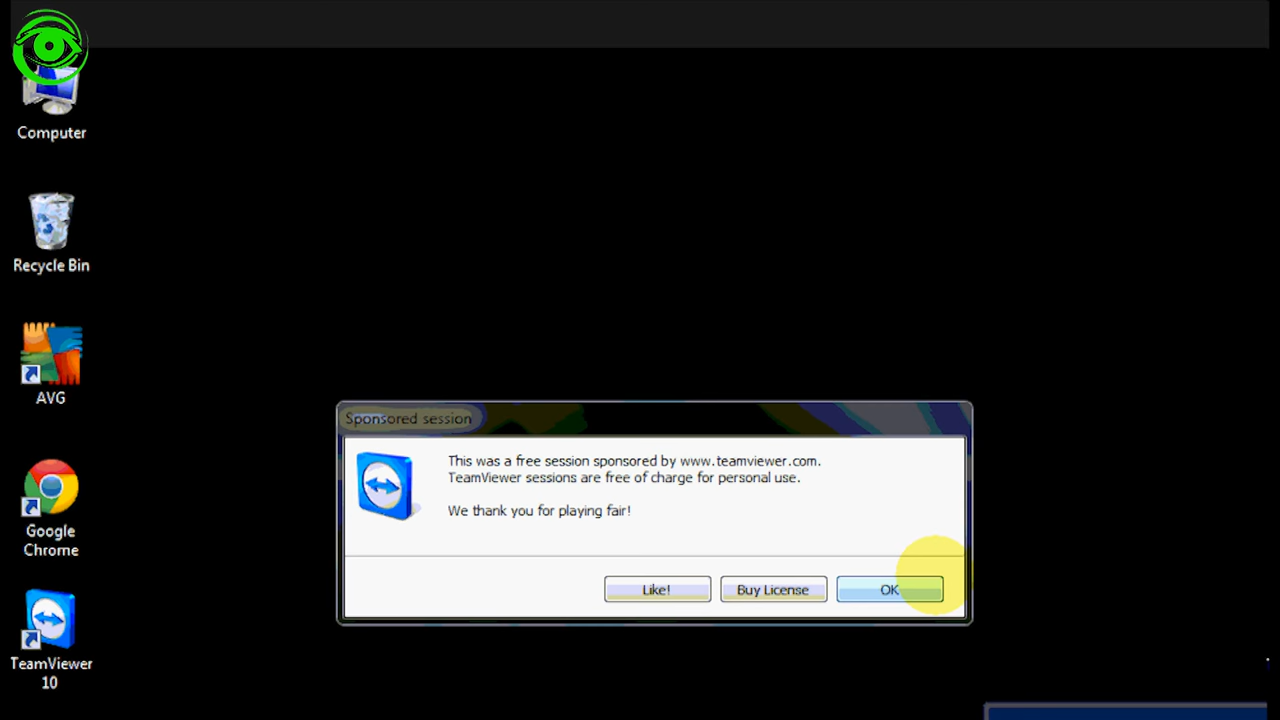 Computer
Recycle Bin
AVG
Google
Chrome
TeamViewer
10
Sponsored session
This was a free session sponsored by www.teamviewer.com.
TeamViewer sessions are free of charge for personal use.
We thank you for playing fair!
Like!
Buy License
OK